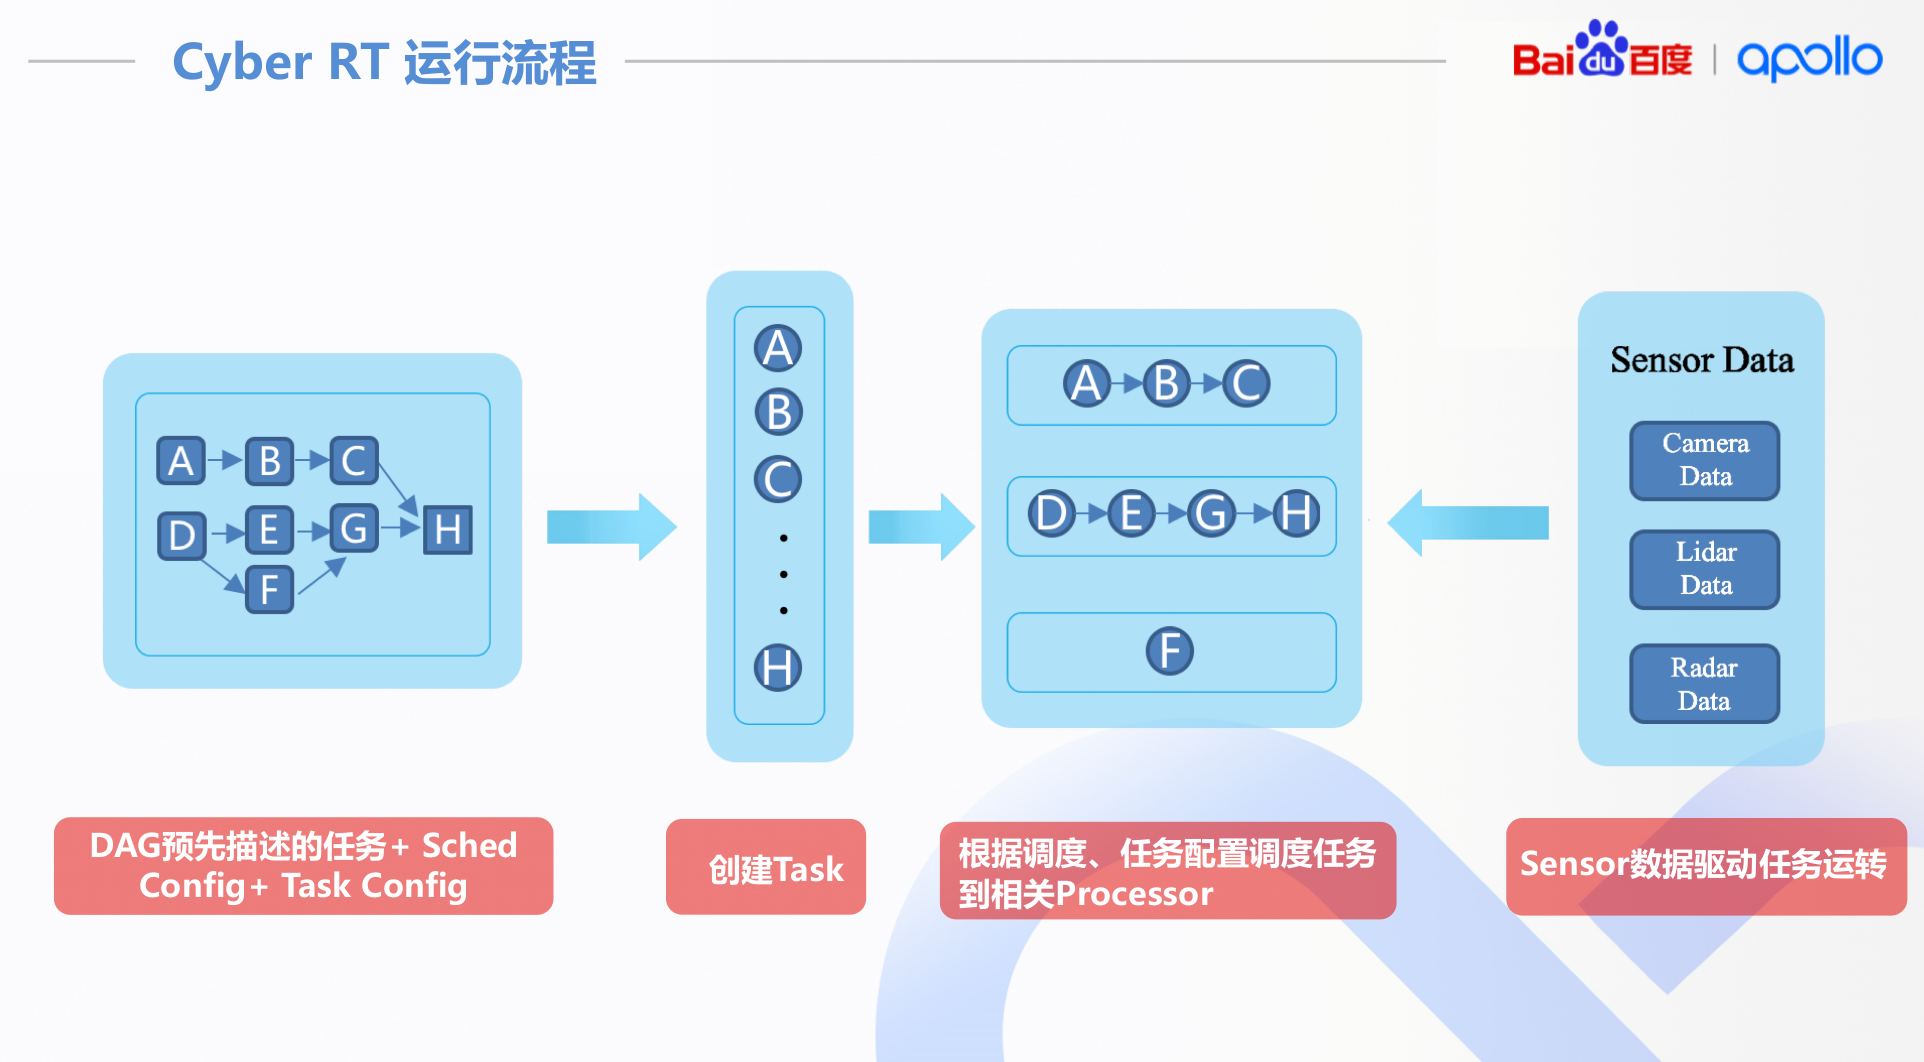 Cyber RT 运行流程
Bai du 百度 | apollo
A B C
D E G H
F
A
B
C
H
A B C
D E G H
F
Sensor Data
Camera
Data
Lidar
Data
Radar
Data
DAG预先描述的任务+ Sched
Config+ Task Config
创建Task
根据调度、任务配置调度任务
到相关Processor
Sensor数据驱动任务运转